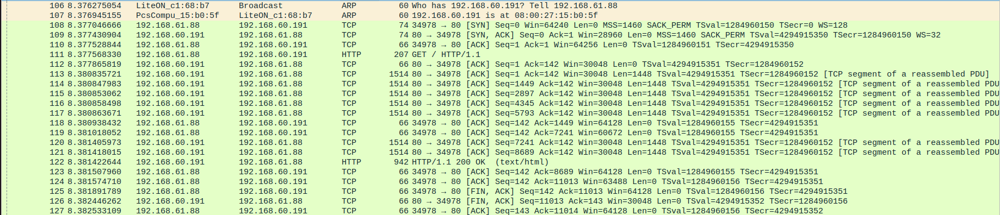 106 8.376275054 LiteON_c1:68:b7 Broadcast ARP 60 Who has 192.168.60.191? Tell 192.168.61.88
107 8.376945155 PcsCompu_15:b0:5f LiteON_c1:68:b7 ARP 60 192.168.60.191 is at 08:00:27:15:b0:5f
108 8.377046666 192.168.61.88 192.168.60.191 TCP 74 34978 → 80 [SYN] Seq=0 Win=64240 Len=0 MSS=1460 SACK_PERM TSval=1284960150 TSecr=0 WS=128
109 8.377430904 192.168.60.191 192.168.61.88 TCP 74 80 → 34978 [SYN, ACK] Seq=0 Ack=1 Win=28960 Len=0 MSS=1460 SACK_PERM TSval=4294915350 TSecr=1284960150 WS=32
110 8.377528844 192.168.61.88 192.168.60.191 TCP 66 34978 → 80 [ACK] Seq=1 Ack=1 Win=64256 Len=0 TSval=1284960151 TSecr=4294915350
111 8.377568330 192.168.61.88 192.168.60.191 HTTP 207 GET / HTTP/1.1
112 8.377865819 192.168.60.191 192.168.61.88 TCP 66 80 → 34978 [ACK] Seq=1 Ack=142 Win=30048 Len=0 TSval=4294915351 TSecr=1284960152
113 8.380835721 192.168.60.191 192.168.61.88 TCP 1514 80 → 34978 [ACK] Seq=1 Ack=142 Win=30048 Len=1448 TSval=4294915351 TSecr=1284960152 [TCP segment of a reassembled PDU]
114 8.380847983 192.168.60.191 192.168.61.88 TCP 1514 80 → 34978 [ACK] Seq=1449 Ack=142 Win=30048 Len=1448 TSval=4294915351 TSecr=1284960152 [TCP segment of a reassembled PDU
115 8.380853062 192.168.60.191 192.168.61.88 TCP 1514 80 → 34978 [ACK] Seq=2897 Ack=142 Win=30048 Len=1448 TSval=4294915351 TSecr=1284960152 [TCP segment of a reassembled PDU
116 8.380858498 192.168.60.191 192.168.61.88 TCP 1514 80 → 34978 [ACK] Seq=4345 Ack=142 Win=30048 Len=1448 TSval=4294915351 TSecr=1284960152 [TCP segment of a reassembled PDU
117 8.380863671 192.168.60.191 192.168.61.88 TCP 1514 80 → 34978 [ACK] Seq=5793 Ack=142 Win=30048 Len=1448 TSval=4294915351 TSecr=1284960152 [TCP segment of a reassembled PDU
118 8.380938432 192.168.61.88 192.168.60.191 TCP 66 34978 → 80 [ACK] Seq=142 Ack=1449 Win=64128 Len=0 TSval=1284960155 TSecr=4294915351
119 8.381018052 192.168.61.88 192.168.60.191 TCP 66 34978 → 80 [ACK] Seq=142 Ack=7241 Win=60672 Len=0 TSval=1284960155 TSecr=4294915351
120 8.381405973 192.168.60.191 192.168.61.88 TCP 1514 80 → 34978 [ACK] Seq=7241 Ack=142 Win=30048 Len=1448 TSval=4294915351 TSecr=1284960152 [TCP segment of a reassembled PDU
121 8.381418015 192.168.60.191 192.168.61.88 TCP 1514 80 → 34978 [ACK] Seq=8689 Ack=142 Win=30048 Len=1448 TSval=4294915351 TSecr=1284960152 [TCP segment of a reassembled PDU
122 8.381422644 192.168.60.191 192.168.61.88 HTTP 942 HTTP/1.1 200 OK (text/html)
123 8.381507960 192.168.61.88 192.168.60.191 TCP 66 34978 → 80 [ACK] Seq=142 Ack=8689 Win=64128 Len=0 TSval=1284960155 TSecr=4294915351
124 8.381574710 192.168.61.88 192.168.60.191 TCP 66 34978 → 80 [ACK] Seq=142 Ack=11013 Win=63488 Len=0 TSval=1284960156 TSecr=4294915351
125 8.381891789 192.168.61.88 192.168.60.191 TCP 66 34978 → 80 [FIN, ACK] Seq=142 Ack=11013 Win=64128 Len=0 TSval=1284960156 TSecr=4294915351
126 8.382446262 192.168.60.191 192.168.61.88 TCP 66 80 → 34978 [FIN, ACK] Seq=11013 Ack=143 Win=30048 Len=0 TSval=4294915352 TSecr=1284960156
127 8.382533109 192.168.61.88 192.168.60.191 TCP 66 34978 → 80 [ACK] Seq=143 Ack=11014 Win=64128 Len=0 TSval=1284960156 TSecr=4294915352